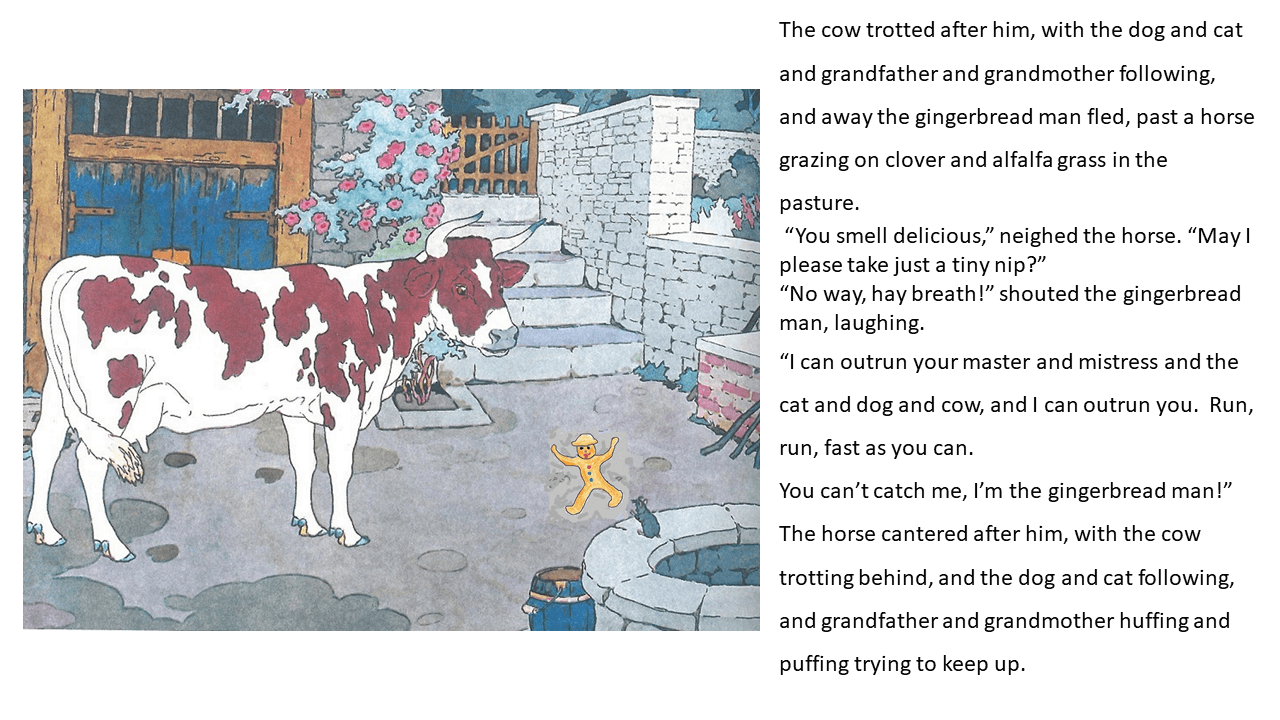 The cow trotted after him, with the dog and cat
and grandfather and grandmother following,
and away the gingerbread man fled, past a horse
grazing on clover and alfalfa grass in the
pasture.
“You smell delicious,” neighed the horse. “May I
please take just a tiny nip?”
“No way, hay breath!” shouted the gingerbread
man, laughing.
“I can outrun your master and mistress and the
cat and dog and cow, and I can outrun you.  Run,
run, fast as you can.
You can’t catch me, I’m the gingerbread man!”
The horse cantered after him, with the cow
trotting behind, and the dog and cat following,
and grandfather and grandmother huffing and
puffing trying to keep up.